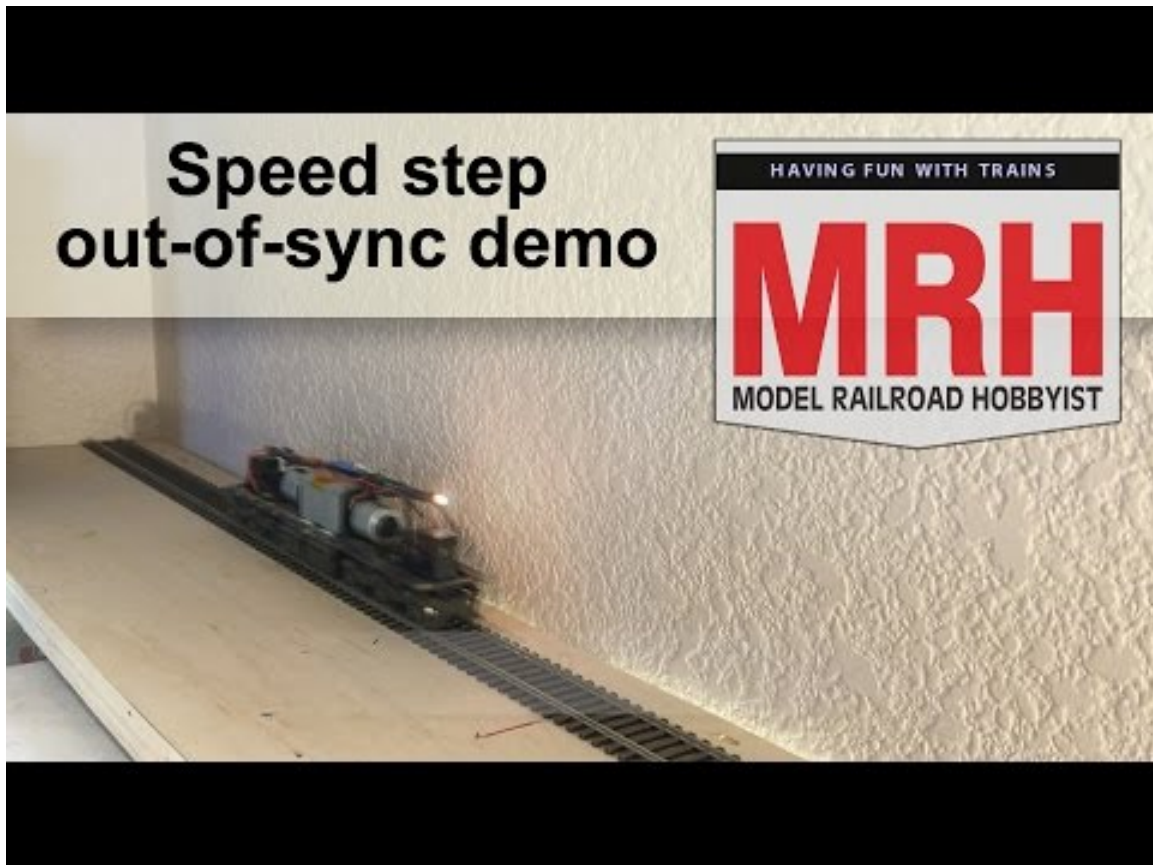 Speed step
out-of-sync demo
HAVING FUN WITH TRAINS
MRH
MODEL RAILROAD HOBBYIST